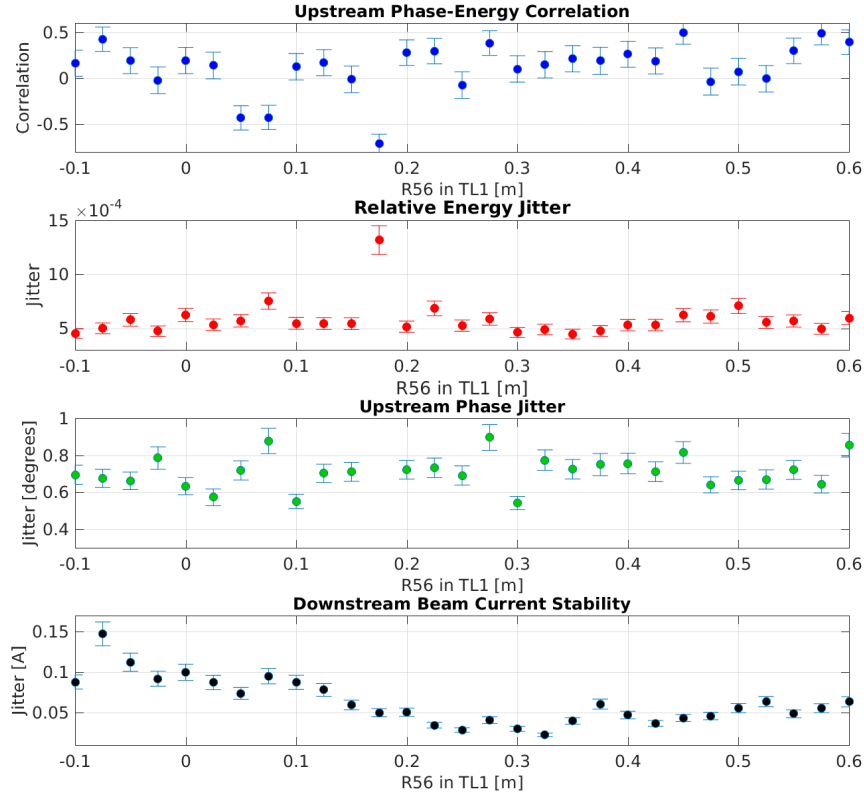 Upstream Phase-Energy Correlation
Correlation
0.5
0
-0.5
-0.1 0 0.1 0.2 0.3 0.4 0.5 0.6
R56 in TL1 [m]
×10-4
Relative Energy Jitter
Jitter
15
10
5
-0.1 0 0.1 0.2 0.3 0.4 0.5 0.6
R56 in TL1 [m]
Upstream Phase Jitter
Jitter [degrees]
1
0.8
0.6
0.4
-0.1 0 0.1 0.2 0.3 0.4 0.5 0.6
R56 in TL1 [m]
Downstream Beam Current Stability
Jitter [A]
0.15
0.1
0.05
-0.1 0 0.1 0.2 0.3 0.4 0.5 0.6
R56 in TL1 [m]